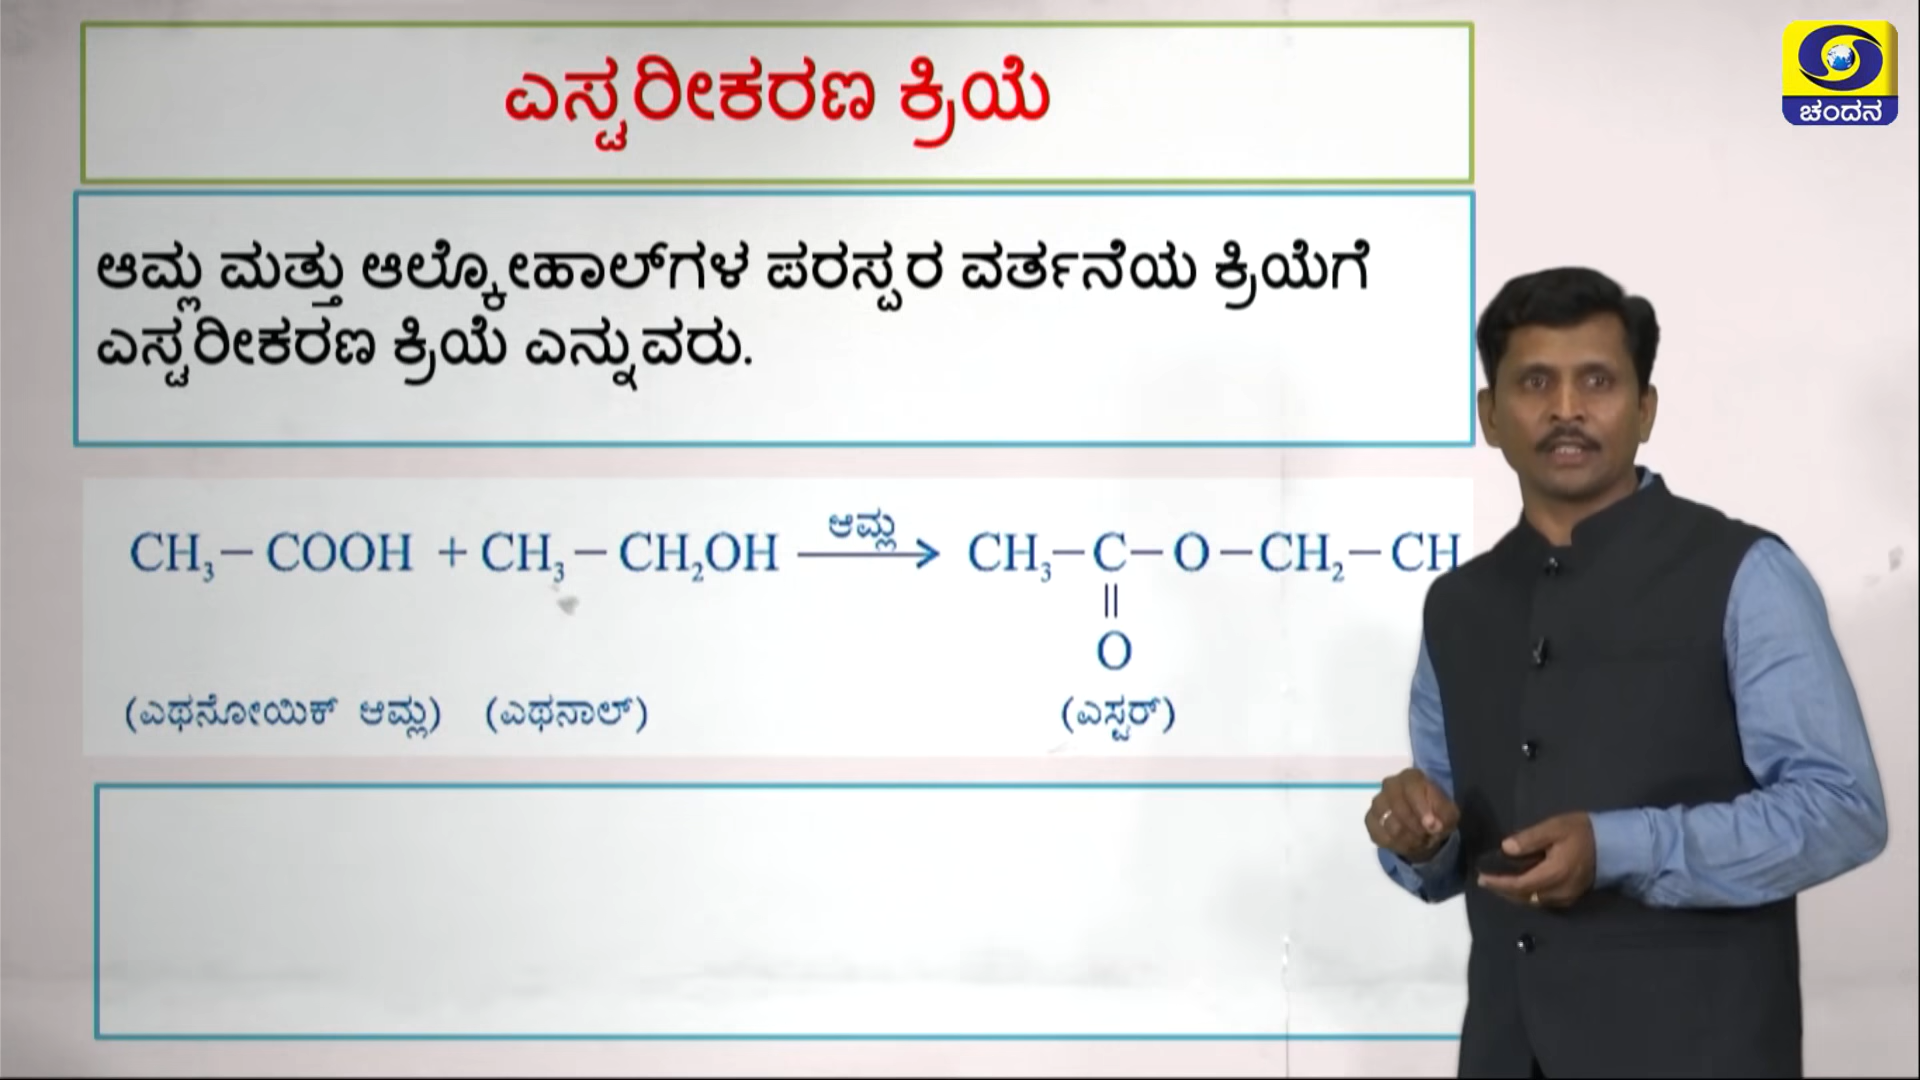 ಎಸ್ಟರೀಕರಣ ಕ್ರಿಯೆ
ಚಂದನ
ಆಮ್ಲ ಮತ್ತು ಆಲ್ಕೋಹಾಲ್‌ಗಳ ಪರಸ್ಪರ ವರ್ತನೆಯ ಕ್ರಿಯೆಗೆ
ಎಸ್ಟರೀಕರಣ ಕ್ರಿಯೆ ಎನ್ನುವರು.
ಆಮ್ಲ
CH₃ – COOH + CH₃ – CH₂OH ⟶ CH₃ – C – O – CH₂ – CH
||
O
(ಎಥನೋಯಿಕ್ ಆಮ್ಲ) (ಎಥನಾಲ್) (ಎಸ್ಟರ್)